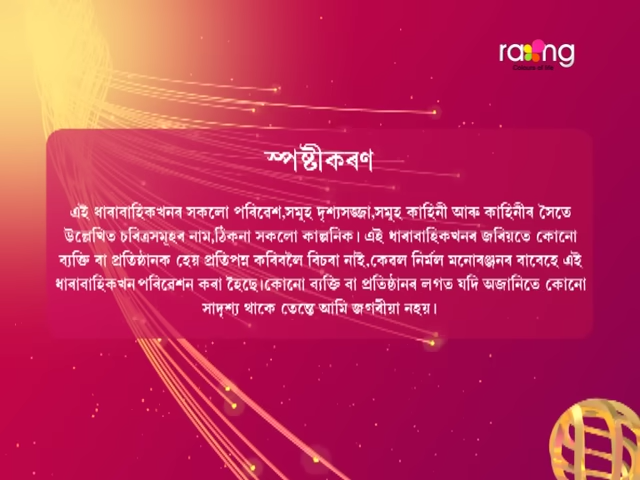 raang
স্পষ্টীকৰণ
এই ধাৰাবাহিকখনৰ সকলো পৰিবেশ,সমূহ দৃশ্যসজ্জা,সমূহ কাহিনী আৰু কাহিনীৰ সৈতে
উল্লেখিত চৰিত্ৰসমূহৰ নাম,ঠিকনা সকলো কাল্পনিক। এই ধাৰাবাহিকখনৰ জৰিয়তে কোনো
ব্যক্তি বা প্ৰতিষ্ঠানক হেয় প্ৰতিপন্ন কৰিবলৈ বিচৰা নাই.কেৱল নিৰ্মল মনোৰঞ্জনৰ বাবেহে এই
ধাৰাবাহিকখন পৰিৱেশন কৰা হৈছে।কোনো ব্যক্তি বা প্ৰতিষ্ঠানৰ লগত যদি অজানিতে কোনো
সাদৃশ্য থাকে তেন্তে আমি জগৰীয়া নহয়।